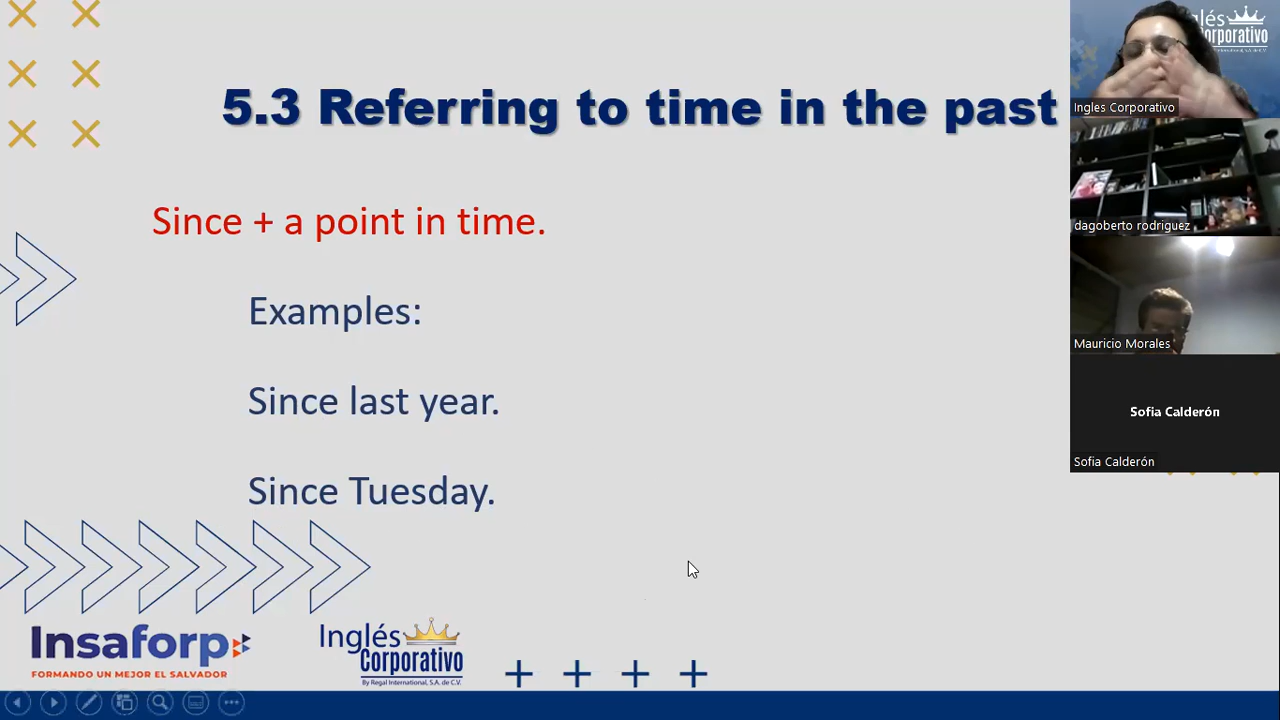 5.3 Referring to time in the past
Since + a point in time.
Examples:
Since last year.
Since Tuesday.
Insaforp
FORMANDO UN MEJOR EL SALVADOR
Inglés
Corporativo
By Regal International, S.A. de C.V.
glés
orporativo
Ingles Corporativo
dagoberto rodriguez
Mauricio Morales
Sofia Calderón
Sofia Calderón